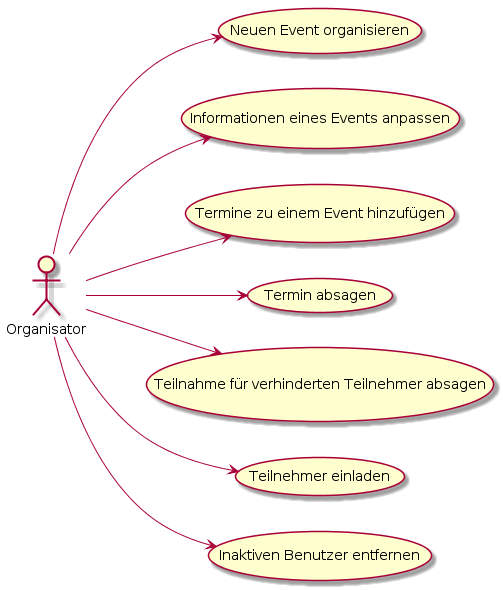 Neuen Event organisieren
Informationen eines Events anpassen
Termine zu einem Event hinzufügen
Organisator
Termin absagen
Teilnahme für verhinderten Teilnehmer absagen
Teilnehmer einladen
Inaktiven Benutzer entfernen